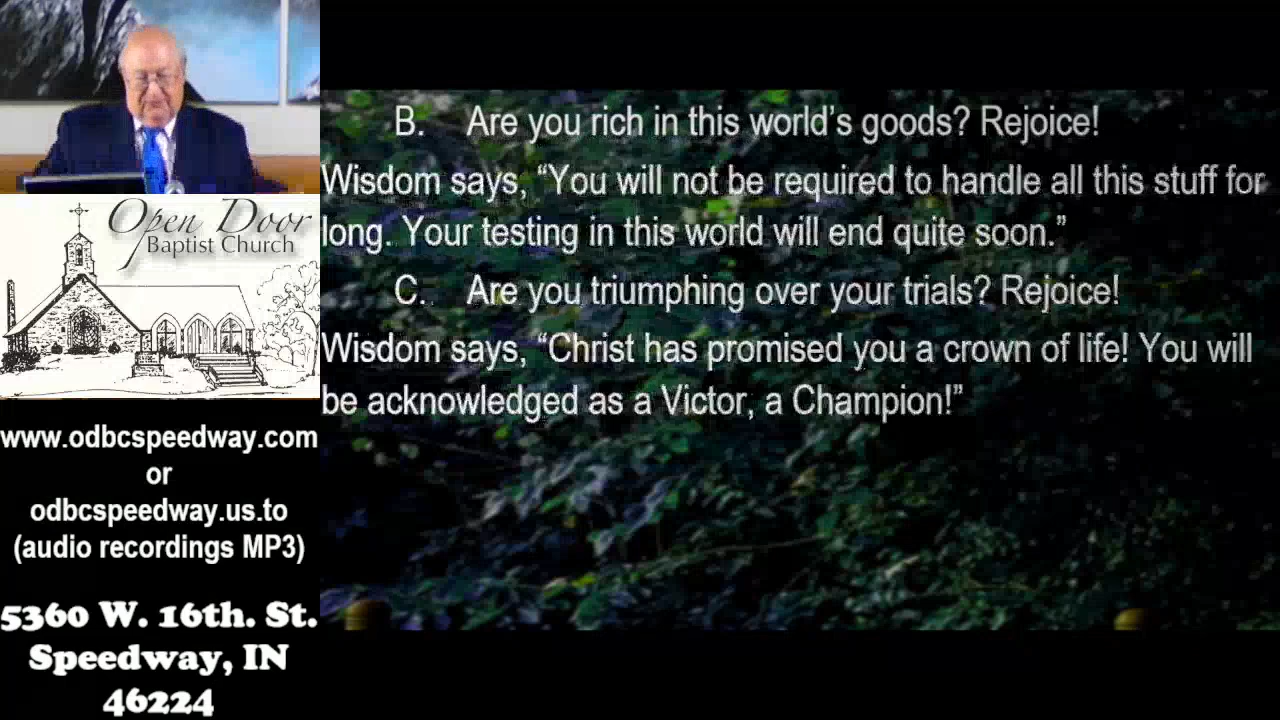 B. Are you rich in this world's goods? Rejoice!
Wisdom says, “You will not be required to handle all this stuff for
long. Your testing in this world will end quite soon.”
C.. Are you triumphing over your trials? Rejoice!
Wisdom says, “Christ has promised you a crown of life! You will
be acknowledged as a Victor, a Champion!”
Open Door
Baptist Church
www.odbcspeedway.com
or
odbcspeedway.us.to
(audio recordings MP3)
5360 W. 16th. St.
Speedway, IN
46224